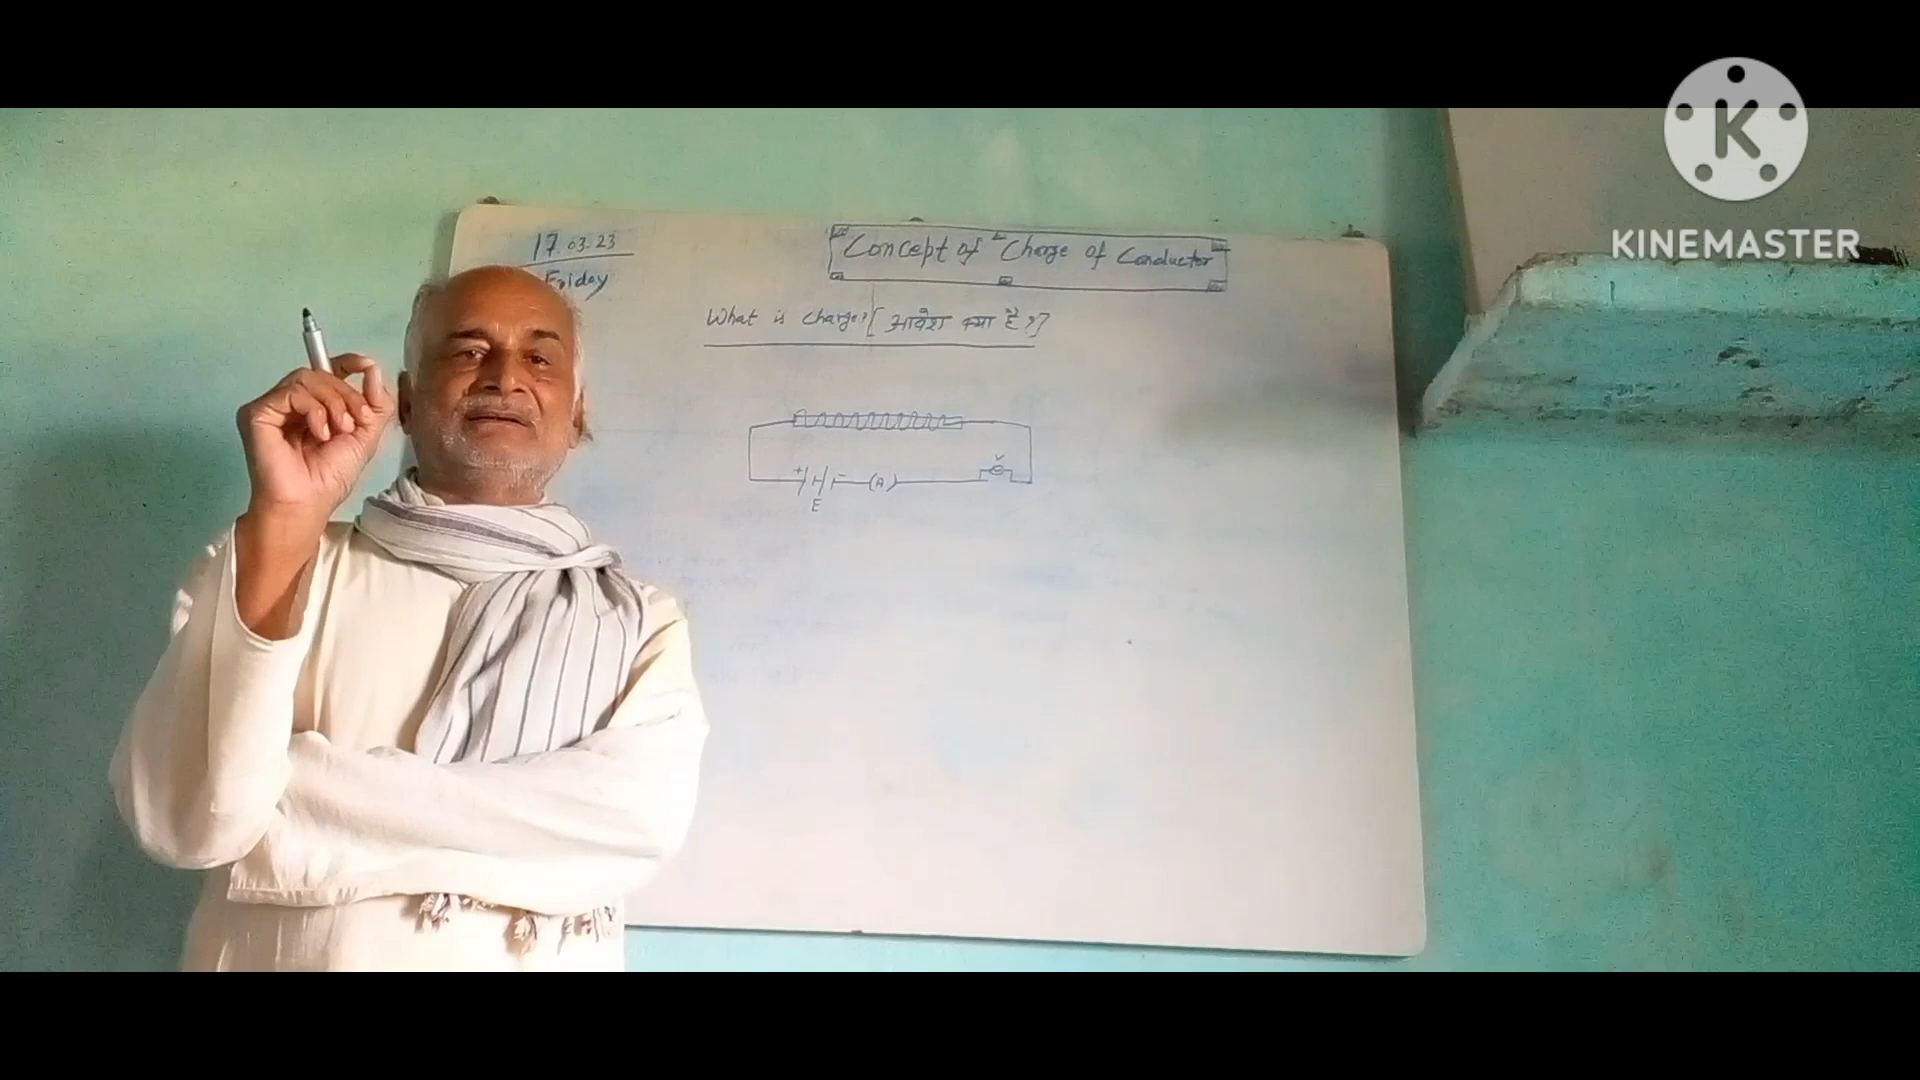 17.03.23
Friday
Concept of "Charge of Conductor
What is charge? [आवेश क्या है?]
+ -
E
A
V
K
KINEMASTER